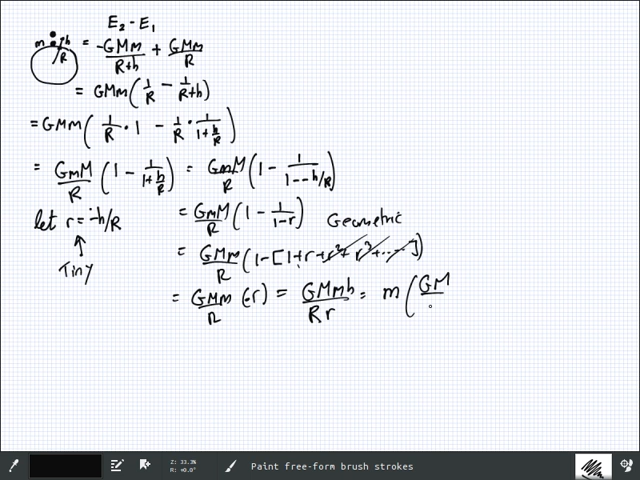 E₂ - E₁
m h R = -GMm/(R+h) + GMm/R
= GMm(1/R - 1/(R+h))
= GMm(1/R · 1 - 1/R · 1/(1+h/R))
= GmM/R (1 - 1/(1+h/R)) = GmM/R (1 - 1/(1--h/R))
let r = -h/R = GmM/R (1 - 1/(1-r)) Geometric
Tiny = GMm/R (1-[1+r+r²+r³+....])
= GMm/R (-r) = GMmh/Rr = m(GM
Z: 33.3%
R: +0.0°
Paint free-form brush strokes